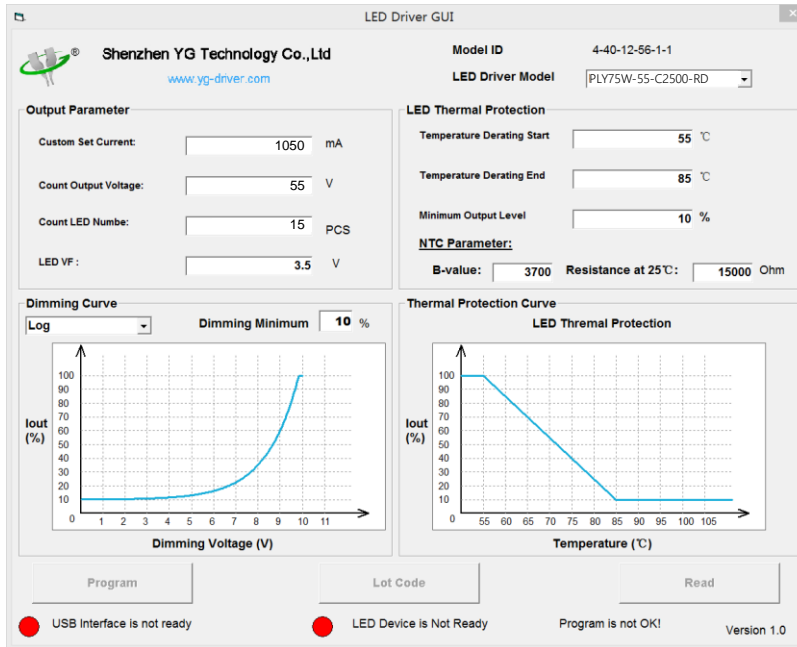 LED Driver GUI
®
Shenzhen YG Technology Co.,Ltd
www.yg-driver.com
Model ID 4-40-12-56-1-1
LED Driver Model PLY75W-55-C2500-RD
Output Parameter
Custom Set Current: 1050 mA
Count Output Voltage: 55 V
Count LED Numbe: 15 PCS
LED VF : 3.5 V
LED Thermal Protection
Temperature Derating Start 55 ℃
Temperature Derating End 85 ℃
Minimum Output Level 10 %
NTC Parameter:
B-value: 3700 Resistance at 25℃: 15000 Ohm
Dimming Curve
Log Dimming Minimum 10 %
100
90
80
70
60
50
40
30
20
10
Iout
(%)
0 1 2 3 4 5 6 7 8 9 10 11
Dimming Voltage (V)
Thermal Protection Curve
LED Thremal Protection
100
90
80
70
60
50
40
30
20
10
Iout
(%)
0 55 60 65 70 75 80 85 90 95 100 105
Temperature (℃)
Program Lot Code Read
USB Interface is not ready LED Device is Not Ready Program is not OK! Version 1.0